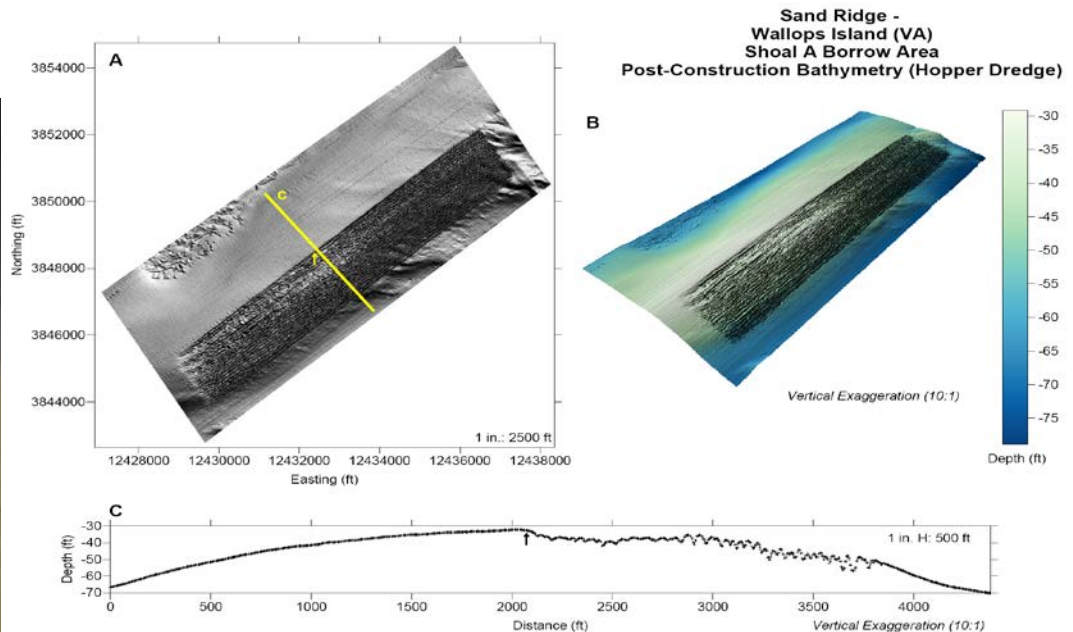 Sand Ridge -
Wallops Island (VA)
Shoal A Borrow Area
Post-Construction Bathymetry (Hopper Dredge)
A
3854000
3852000
3850000
3848000
3846000
3844000
Northing (ft)
C
1 in.: 2500 ft
12428000 12430000 12432000 12434000 12436000 12438000
Easting (ft)
B
Vertical Exaggeration (10:1)
-30
-35
-40
-45
-50
-55
-60
-65
-70
-75
Depth (ft)
C
-30
-40
-50
-60
-70
Depth (ft)
1 in. H: 500 ft
0 500 1000 1500 2000 2500 3000 3500 4000
Distance (ft)
Vertical Exaggeration (10:1)